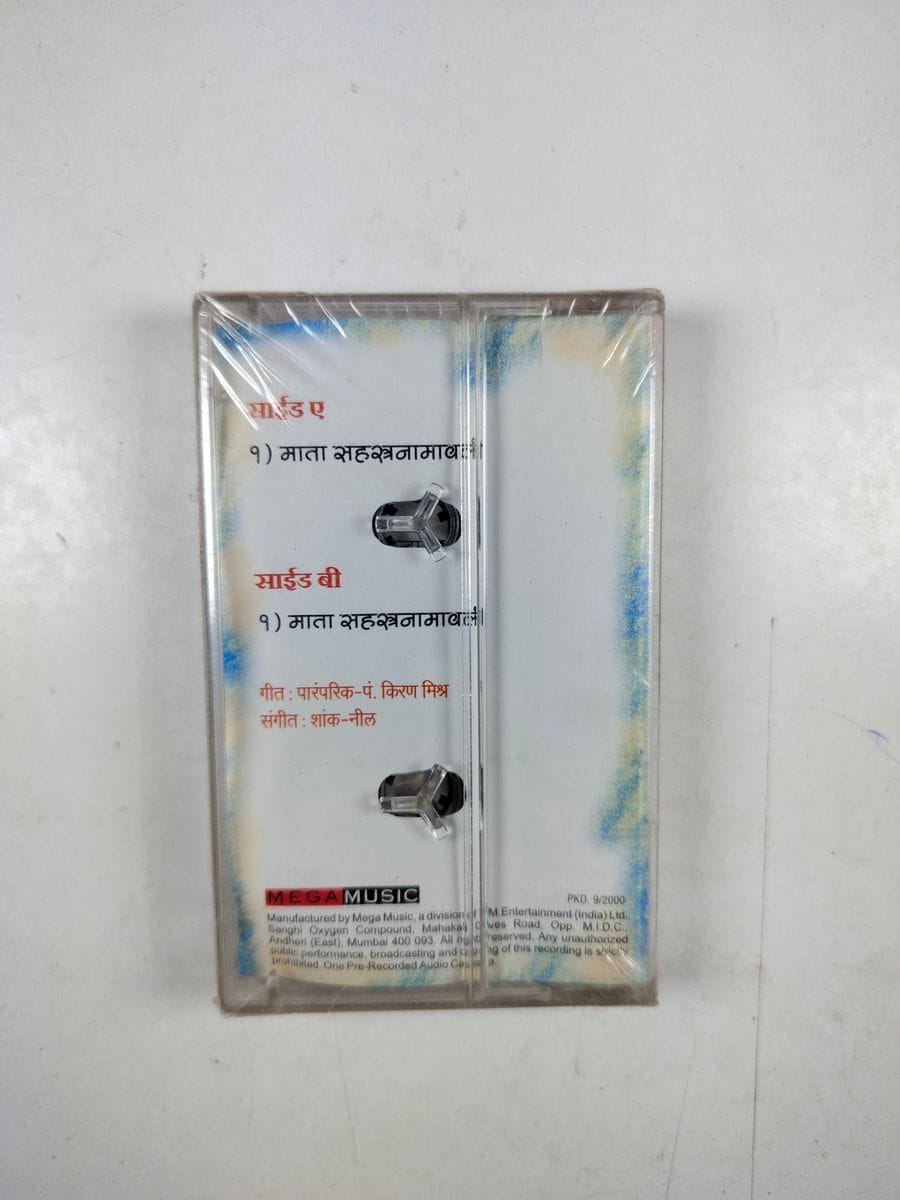 साईड ए
१) माता सहस्त्रनामावली
साईड बी
१) माता सहस्त्रनामावली
गीत : पारंपरिक-पं. किरण मिश्र
संगीत : शांक-नील
MEGA MUSIC
PKD. 9/2000
Manufactured by Mega Music, a division of M.Entertainment (India) Ltd.
Sanghi Oxygen Compound, Mahakali Caves Road, Opp. M.I.D.C.,
Andheri (East), Mumbai 400 093. All rights reserved. Any unauthorized
public performance, broadcasting and copying of this recording is strictly
prohibited. One Pre-Recorded Audio Cassette.